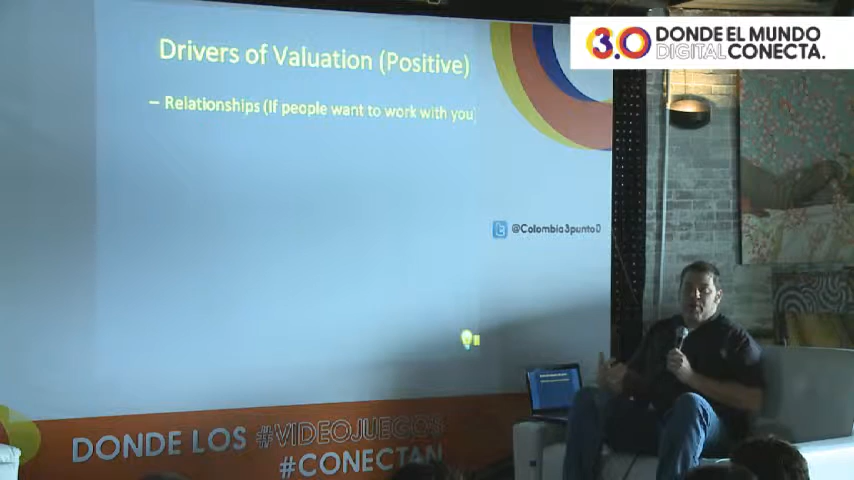 3.0 DONDE EL MUNDO
DIGITAL CONECTA.
Drivers of Valuation (Positive)
– Relationships (If people want to work with you)
@Colombia3punto0
DONDE LOS #VIDEOJUEGOS
#CONECTAN